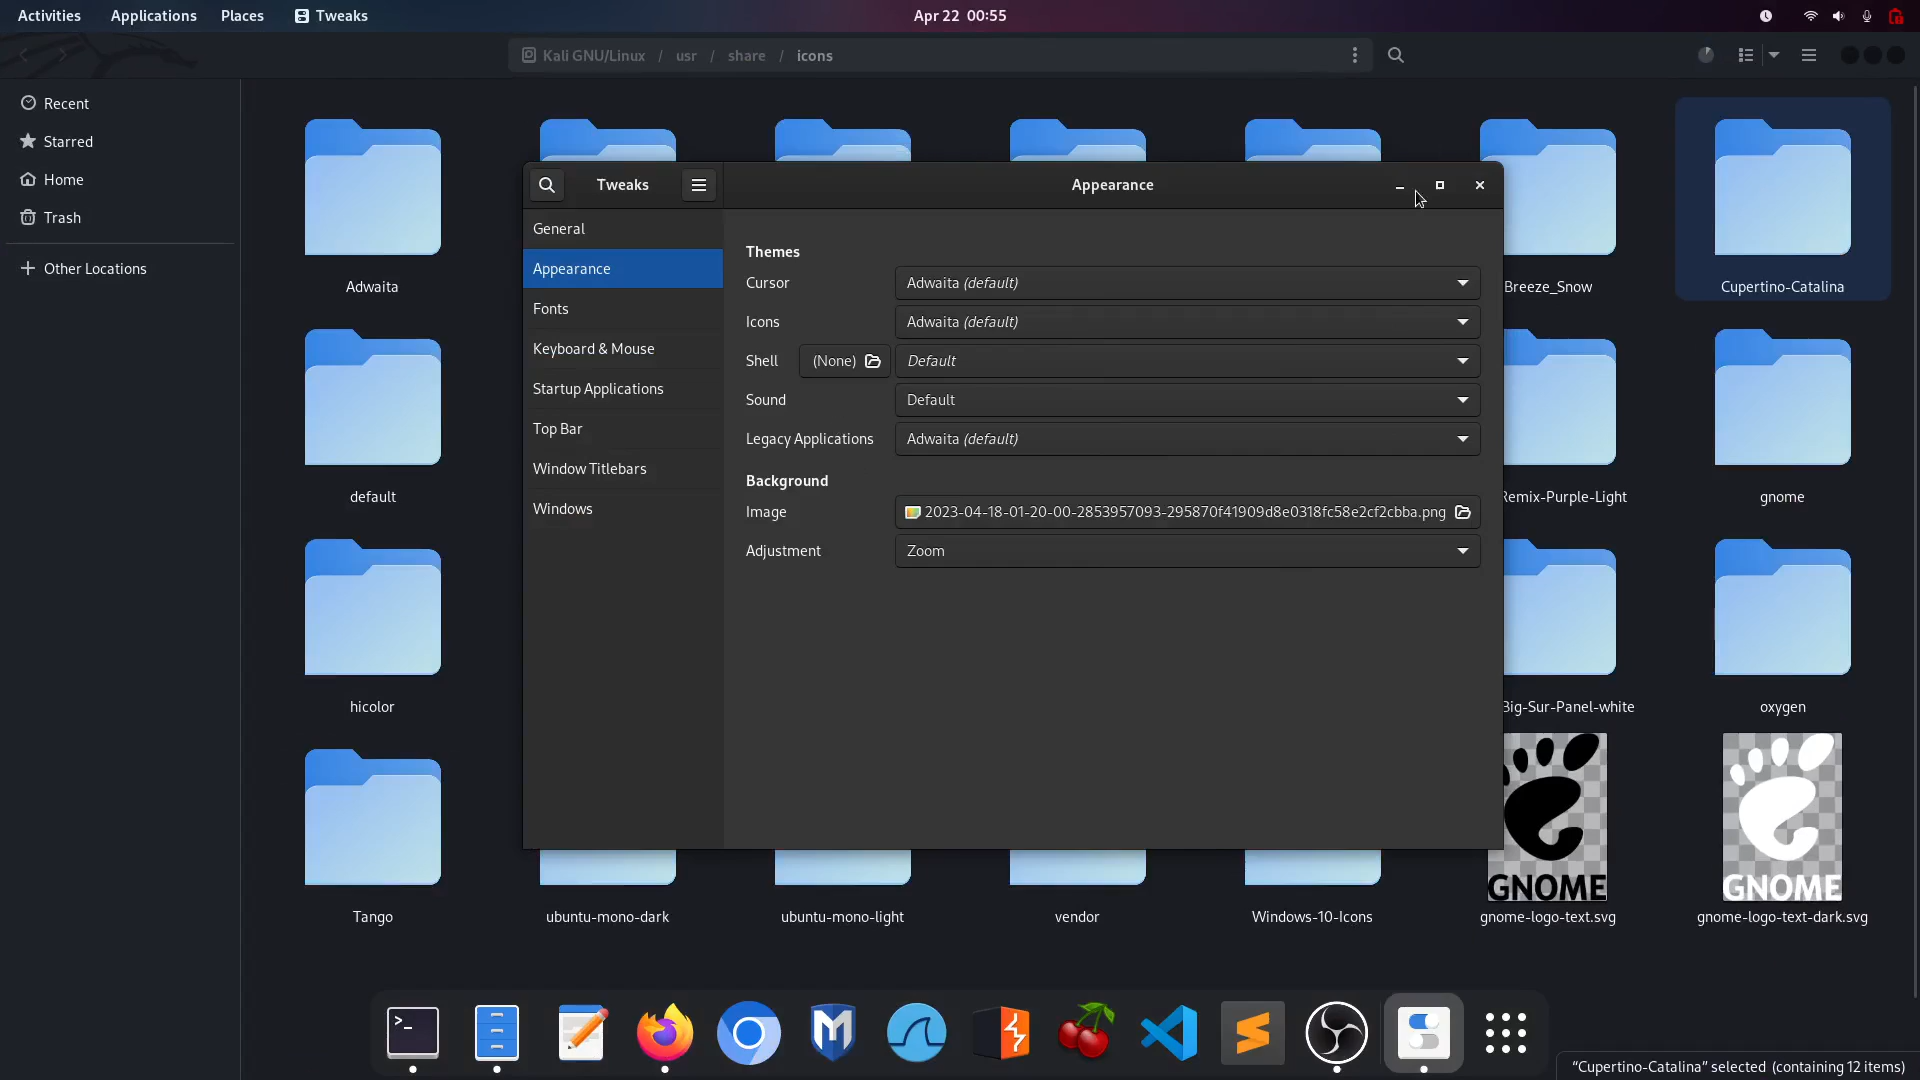 Activities Applications Places Tweaks Apr 22 00:55
Kali GNU/Linux / usr / share / icons
Recent
Starred
Home
Trash
Other Locations
Tweaks Appearance
General
Appearance
Fonts
Keyboard & Mouse
Startup Applications
Top Bar
Window Titlebars
Windows
Themes
Cursor Adwaita (default)
Icons Adwaita (default)
Shell (None) Default
Sound Default
Legacy Applications Adwaita (default)
Background
Image 2023-04-18-01-20-00-2853957093-295870f41909d8e0318fc58e2cf2cbba.png
Adjustment Zoom
Adwaita Breeze_Snow Cupertino-Catalina
default Remix-Purple-Light gnome
hicolor Big-Sur-Panel-white oxygen
GNOME GNOME
Tango ubuntu-mono-dark ubuntu-mono-light vendor Windows-10-Icons gnome-logo-text.svg gnome-logo-text-dark.svg
>_ M
"Cupertino-Catalina" selected (containing 12 items)